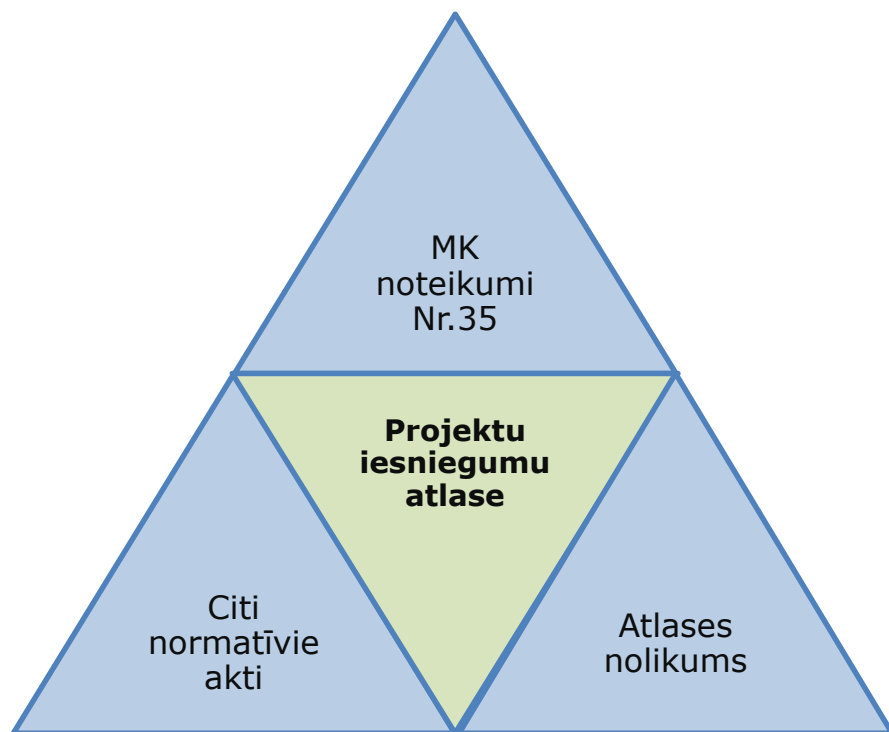 MK
noteikumi
Nr.35
Projektu
iesniegumu
atlase
Citi
normatīvie
akti
Atlases
nolikums